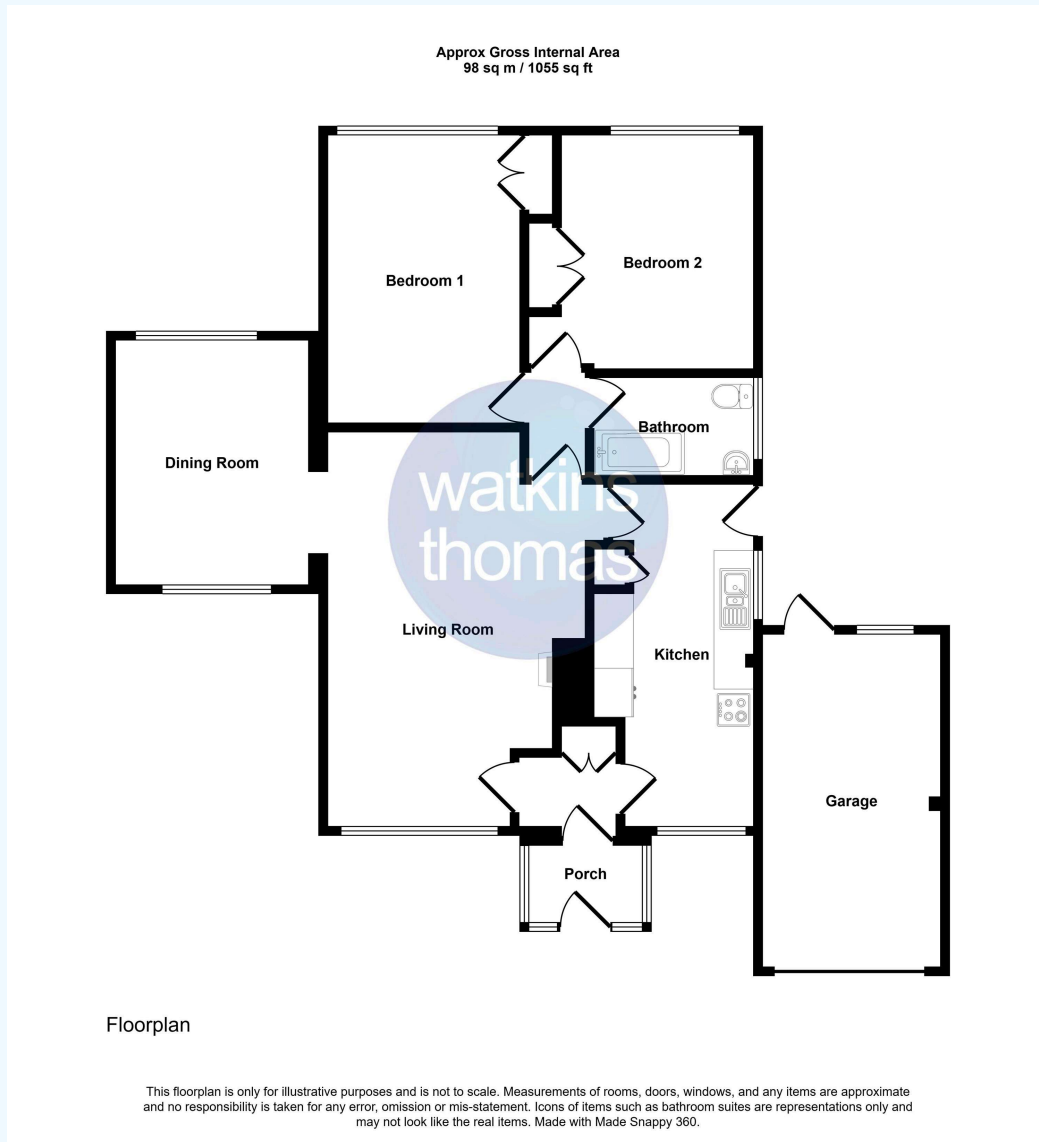 Approx Gross Internal Area
98 sq m / 1055 sq ft
Bedroom 1
Bedroom 2
Bathroom
Dining Room
watkins
thomas
Living Room
Kitchen
Garage
Porch
Floorplan
This floorplan is only for illustrative purposes and is not to scale. Measurements of rooms, doors, windows, and any items are approximate
and no responsibility is taken for any error, omission or mis-statement. Icons of items such as bathroom suites are representations only and
may not look like the real items. Made with Made Snappy 360.